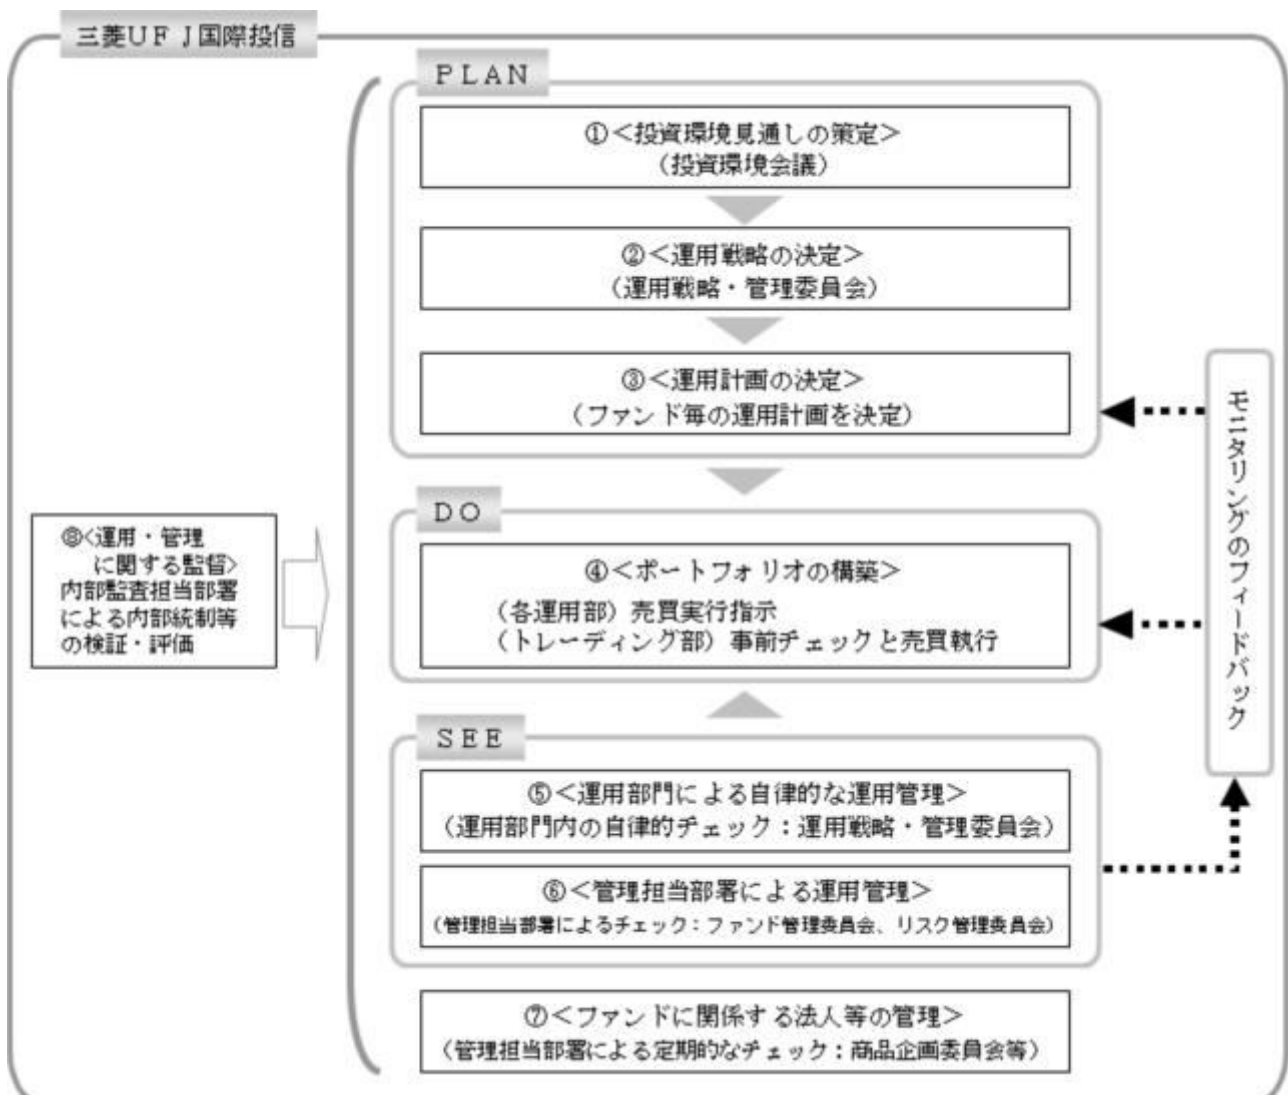 三菱UFJ国際投信
PLAN
①<投資環境見通しの策定>
(投資環境会議)
②<運用戦略の決定>
(運用戦略・管理委員会)
③<運用計画の決定>
(ファンド毎の運用計画を決定)
DO
④<ポートフォリオの構築>
(各運用部)売買実行指示
(トレーディング部)事前チェックと売買執行
SEE
⑤<運用部門による自律的な運用管理>
(運用部門内の自律的チェック:運用戦略・管理委員会)
⑥<管理担当部署による運用管理>
(管理担当部署によるチェック:ファンド管理委員会、リスク管理委員会)
⑦<ファンドに関係する法人等の管理>
(管理担当部署による定期的なチェック:商品企画委員会等)
⑧<運用・管理
に関する監督>
内部監査担当部署
による内部統制等
の検証・評価
モニタリングのフィードバック